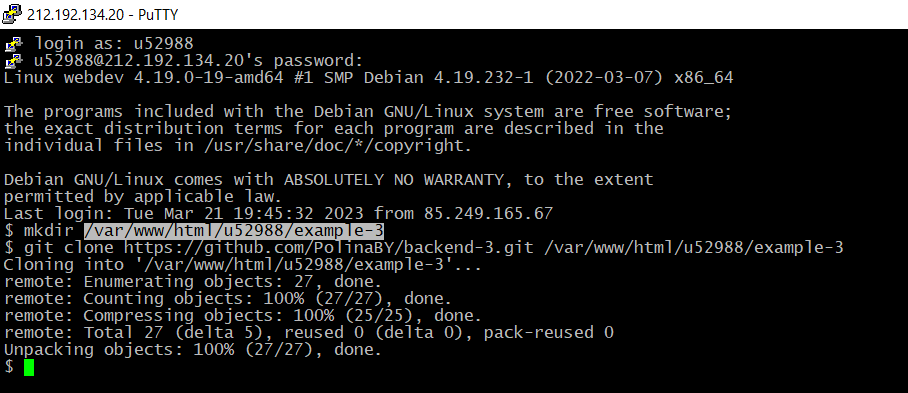 212.192.134.20 - PuTTY
login as: u52988
u52988@212.192.134.20's password:
Linux webdev 4.19.0-19-amd64 #1 SMP Debian 4.19.232-1 (2022-03-07) x86_64
The programs included with the Debian GNU/Linux system are free software;
the exact distribution terms for each program are described in the
individual files in /usr/share/doc/*/copyright.
Debian GNU/Linux comes with ABSOLUTELY NO WARRANTY, to the extent
permitted by applicable law.
Last login: Tue Mar 21 19:45:32 2023 from 85.249.165.67
$ mkdir /var/www/html/u52988/example-3
$ git clone https://github.com/PolinaBY/backend-3.git /var/www/html/u52988/example-3
Cloning into '/var/www/html/u52988/example-3'...
remote: Enumerating objects: 27, done.
remote: Counting objects: 100% (27/27), done.
remote: Compressing objects: 100% (25/25), done.
remote: Total 27 (delta 5), reused 0 (delta 0), pack-reused 0
Unpacking objects: 100% (27/27), done.
$